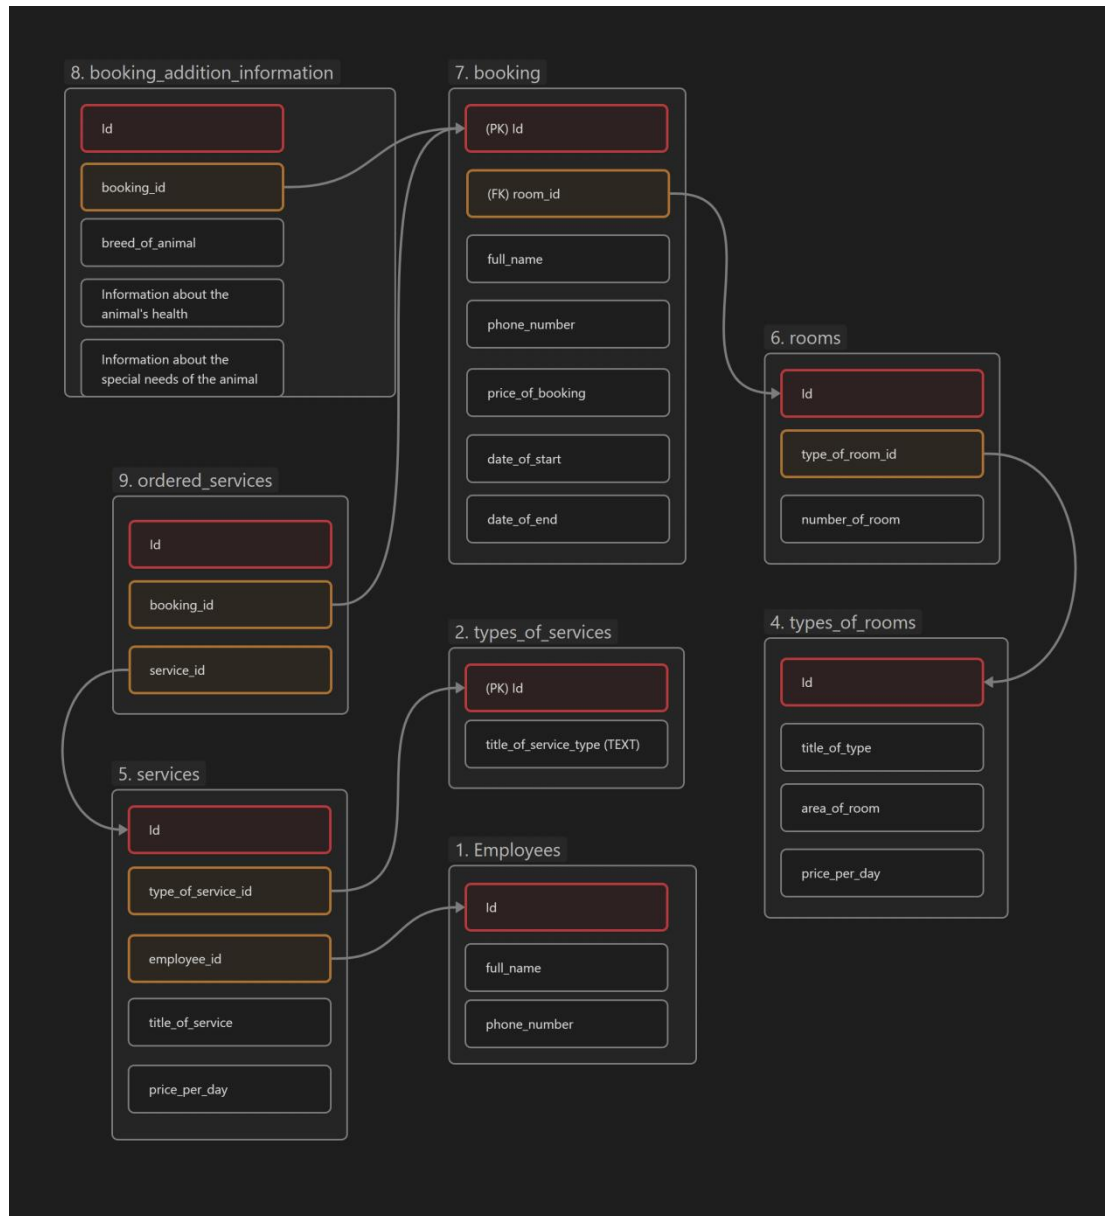 8. booking_addition_information
Id
booking_id
breed_of_animal
Information about the
animal's health
Information about the
special needs of the animal
7. booking
(PK) Id
(FK) room_id
full_name
phone_number
price_of_booking
date_of_start
date_of_end
6. rooms
Id
type_of_room_id
number_of_room
9. ordered_services
Id
booking_id
service_id
2. types_of_services
(PK) Id
title_of_service_type (TEXT)
4. types_of_rooms
Id
title_of_type
area_of_room
price_per_day
5. services
Id
type_of_service_id
employee_id
title_of_service
price_per_day
1. Employees
Id
full_name
phone_number